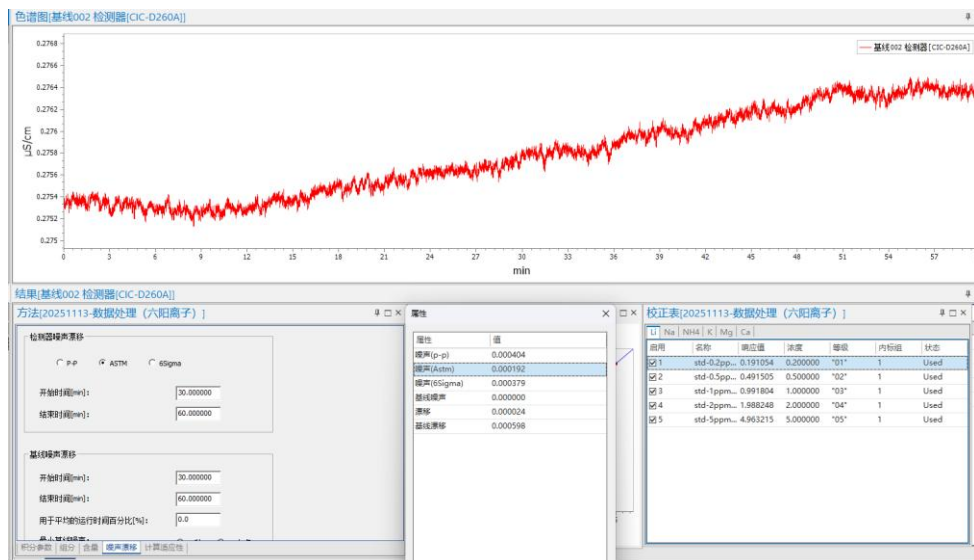 色谱图[基线002 检测器[CIC-D260A]]
基线002 检测器[CIC-D260A]
0.2768
0.2766
0.2764
0.2762
0.276
0.2758
0.2756
0.2754
0.2752
0.275
µS/cm
0 3 6 9 12 15 18 21 24 27 30 33 36 39 42 45 48 51 54 57
min
结果[基线002 检测器[CIC-D260A]]
方法[20251113-数据处理（六阳离子）]
检测器噪声漂移
P-P ASTM 6Sigma
开始时间[min]: 30.000000
结束时间[min]: 60.000000
基线噪声漂移
开始时间[min]: 30.000000
结束时间[min]: 60.000000
用于平均的运行时间百分比[%]: 0.0
积分参数 组分 含量 噪声漂移 计算适应性
属性
属性 值
噪声(p-p) 0.000404
噪声(Astm) 0.000192
噪声(6Sigma) 0.000379
基线噪声 0.000000
漂移 0.000024
基线漂移 0.000598
校正表[20251113-数据处理（六阳离子）]
Li Na NH4 K Mg Ca
启用 名称 响应值 浓度 等级 内标组 状态
1 std-0.2pp... 0.191054 0.200000 "01" 1 Used
2 std-0.5pp... 0.491505 0.500000 "02" 1 Used
3 std-1ppm... 0.991804 1.000000 "03" 1 Used
4 std-2ppm... 1.988248 2.000000 "04" 1 Used
5 std-5ppm... 4.963215 5.000000 "05" 1 Used